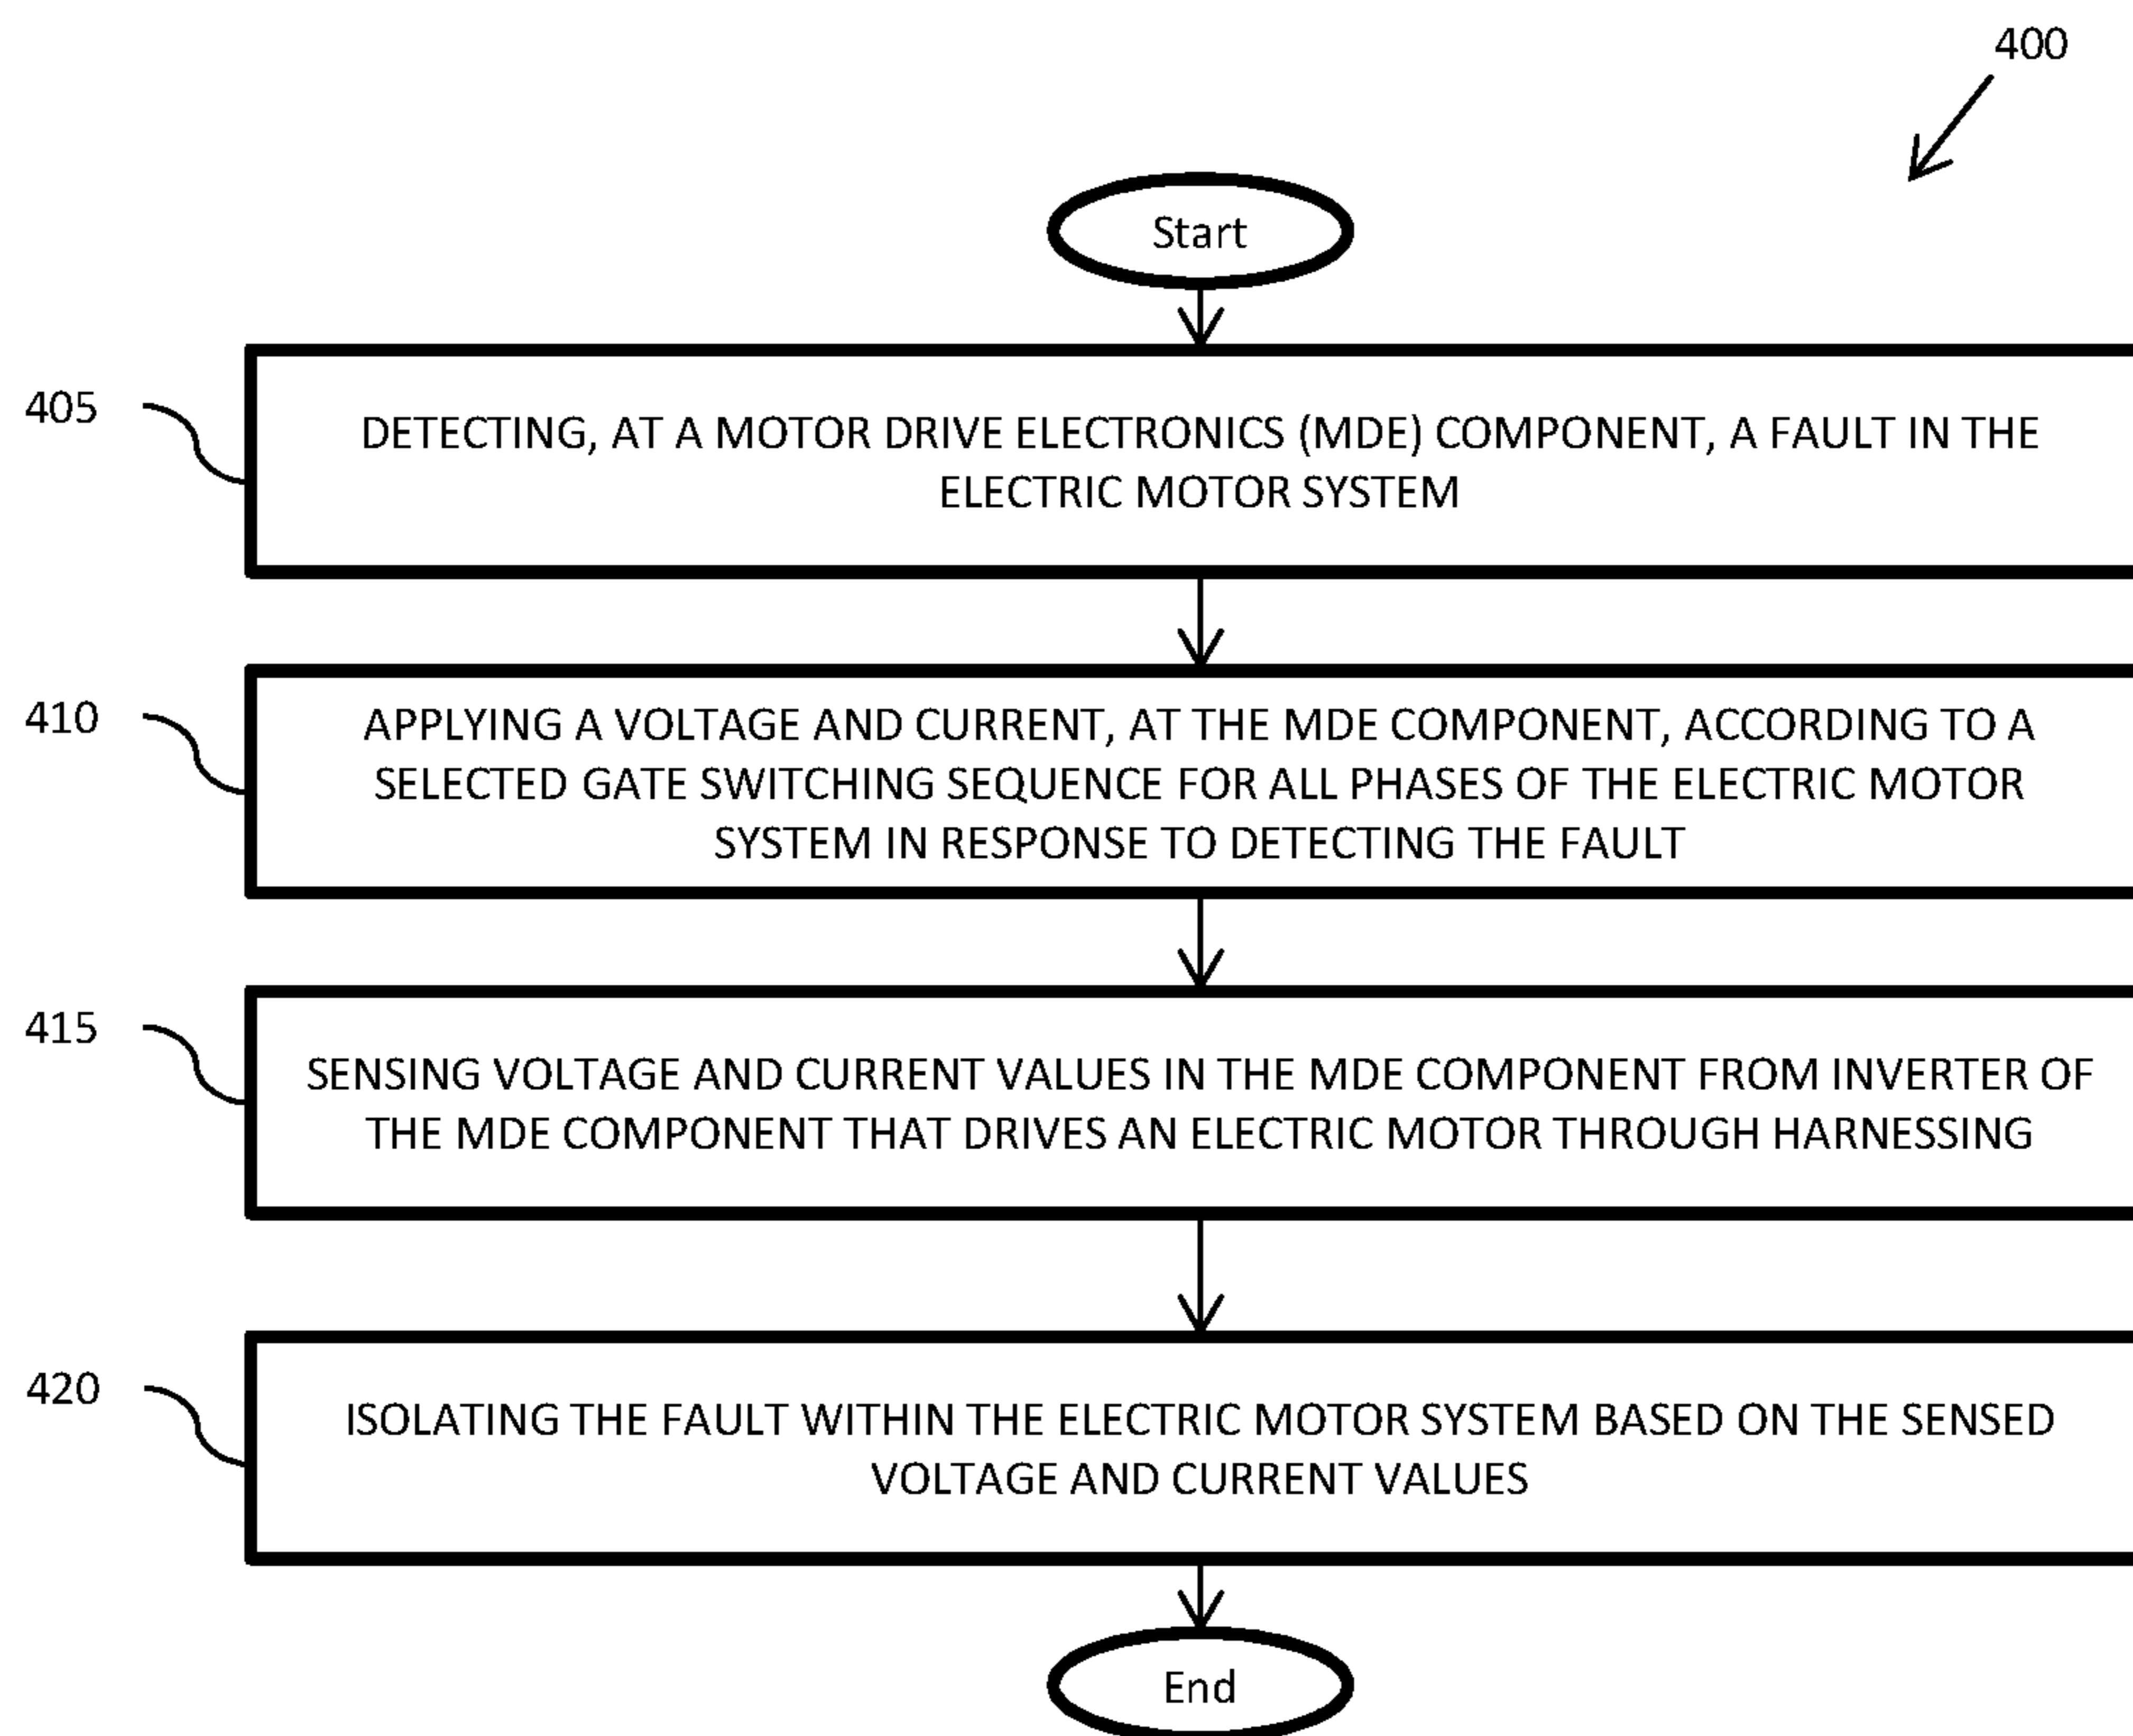 400
Start
405
DETECTING, AT A MOTOR DRIVE ELECTRONICS (MDE) COMPONENT, A FAULT IN THE
ELECTRIC MOTOR SYSTEM
410
APPLYING A VOLTAGE AND CURRENT, AT THE MDE COMPONENT, ACCORDING TO A
SELECTED GATE SWITCHING SEQUENCE FOR ALL PHASES OF THE ELECTRIC MOTOR
SYSTEM IN RESPONSE TO DETECTING THE FAULT
415
SENSING VOLTAGE AND CURRENT VALUES IN THE MDE COMPONENT FROM INVERTER OF
THE MDE COMPONENT THAT DRIVES AN ELECTRIC MOTOR THROUGH HARNESSING
420
ISOLATING THE FAULT WITHIN THE ELECTRIC MOTOR SYSTEM BASED ON THE SENSED
VOLTAGE AND CURRENT VALUES
End